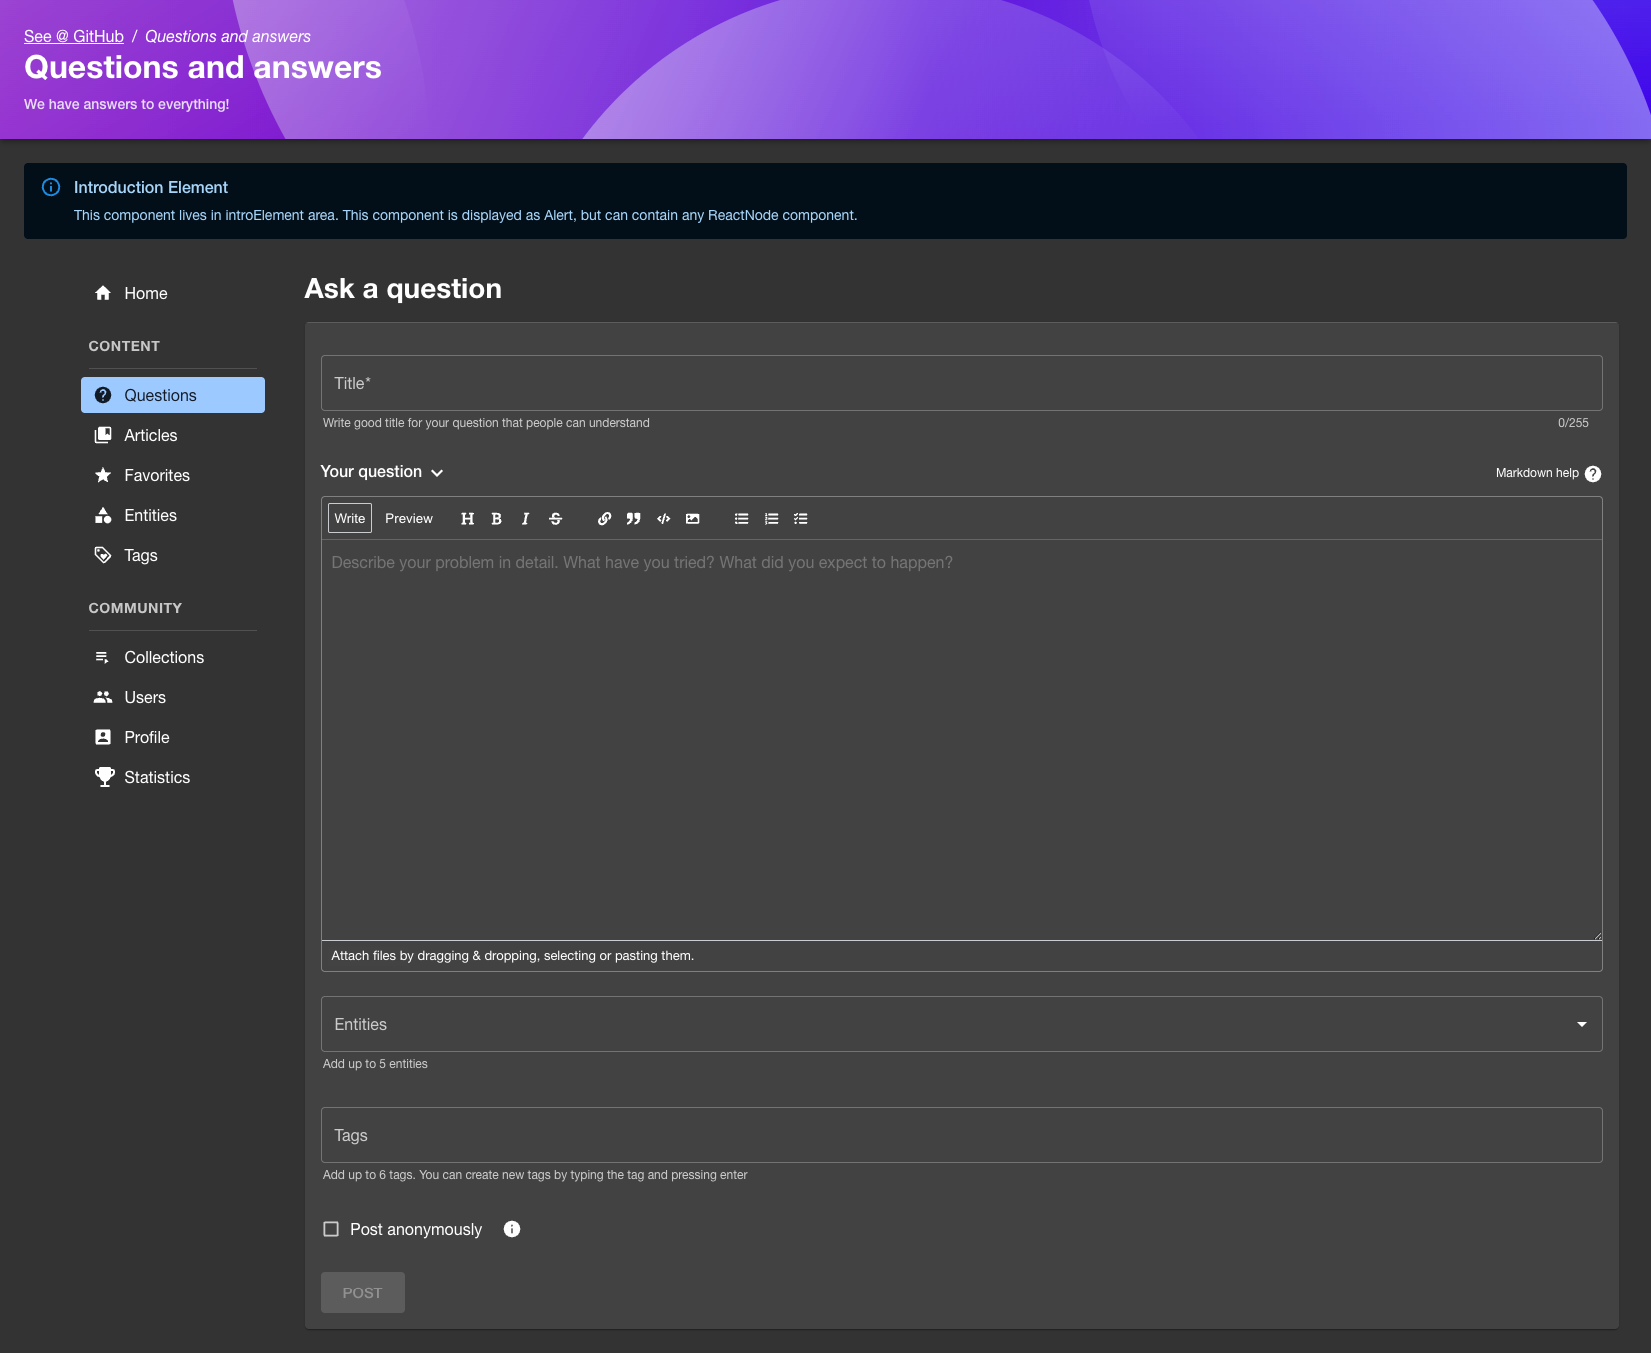 See @ GitHub / Questions and answers
Questions and answers
We have answers to everything!
Introduction Element
This component lives in introElement area. This component is displayed as Alert, but can contain any ReactNode component.
Home
CONTENT
Questions
Articles
Favorites
Entities
Tags
COMMUNITY
Collections
Users
Profile
Statistics
Ask a question
Title*
Write good title for your question that people can understand
0/255
Your question
Markdown help
Write Preview
Describe your problem in detail. What have you tried? What did you expect to happen?
Attach files by dragging & dropping, selecting or pasting them.
Entities
Add up to 5 entities
Tags
Add up to 6 tags. You can create new tags by typing the tag and pressing enter
Post anonymously
POST